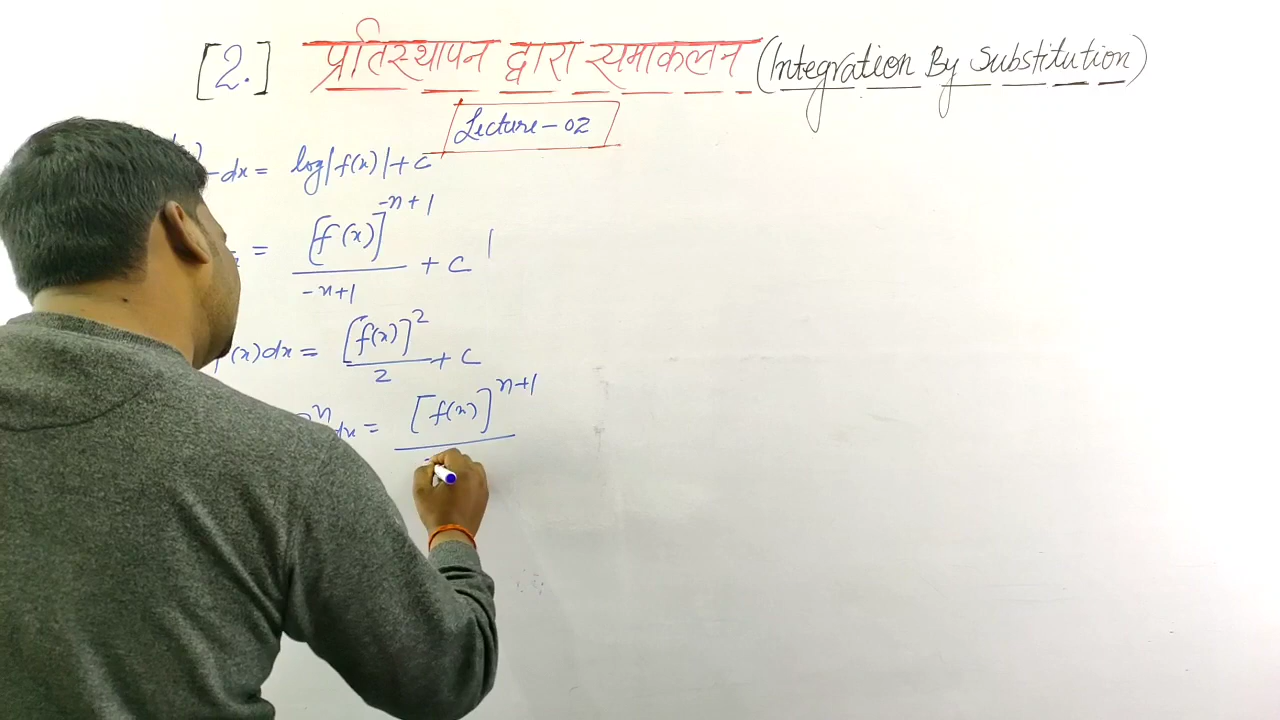 [2.] प्रतिस्थापन द्वारा समाकलन (Integration By Substitution)
Lecture-02
dx = log|f(x)|+c
= [f(x)]^{-n+1} / -n+1 + c
(x)dx = [f(x)]^2 / 2 + c
n dx = [f(x)]^{n+1}